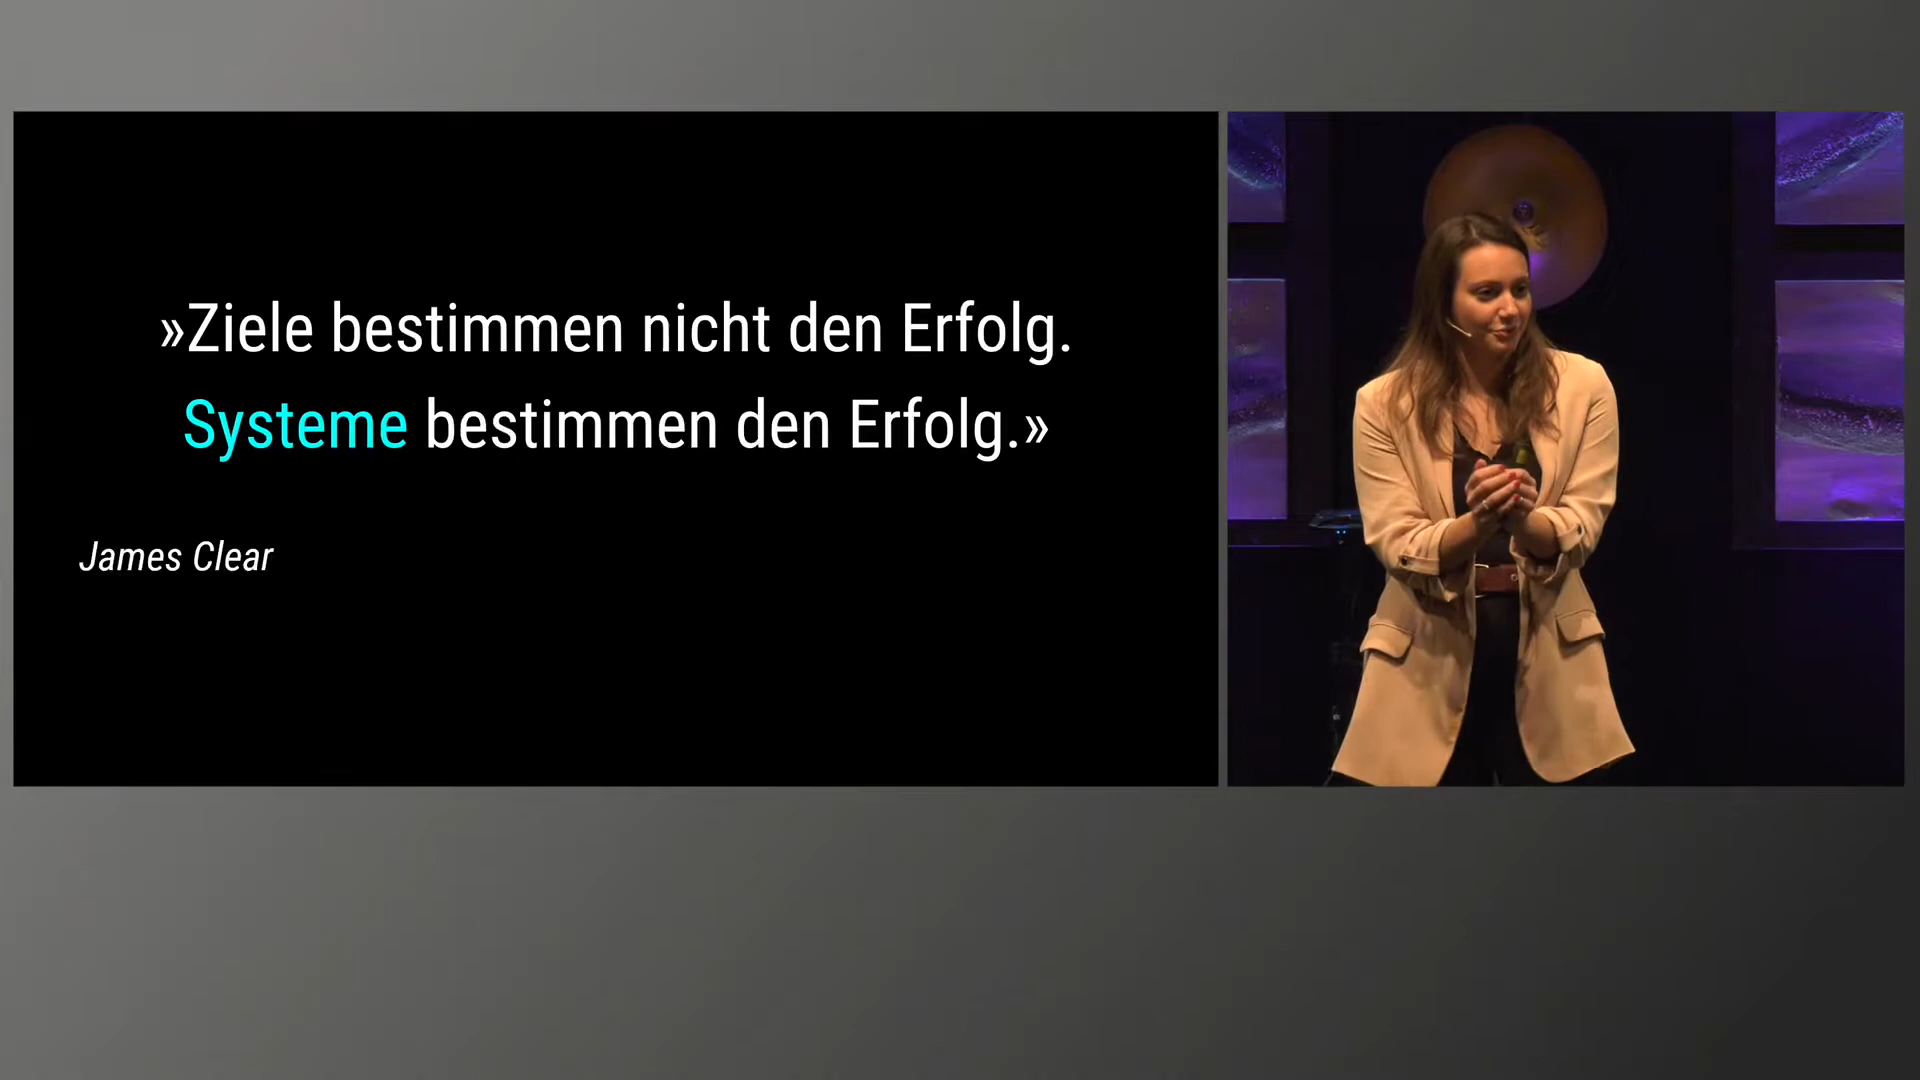 »Ziele bestimmen nicht den Erfolg.
Systeme bestimmen den Erfolg.»
James Clear